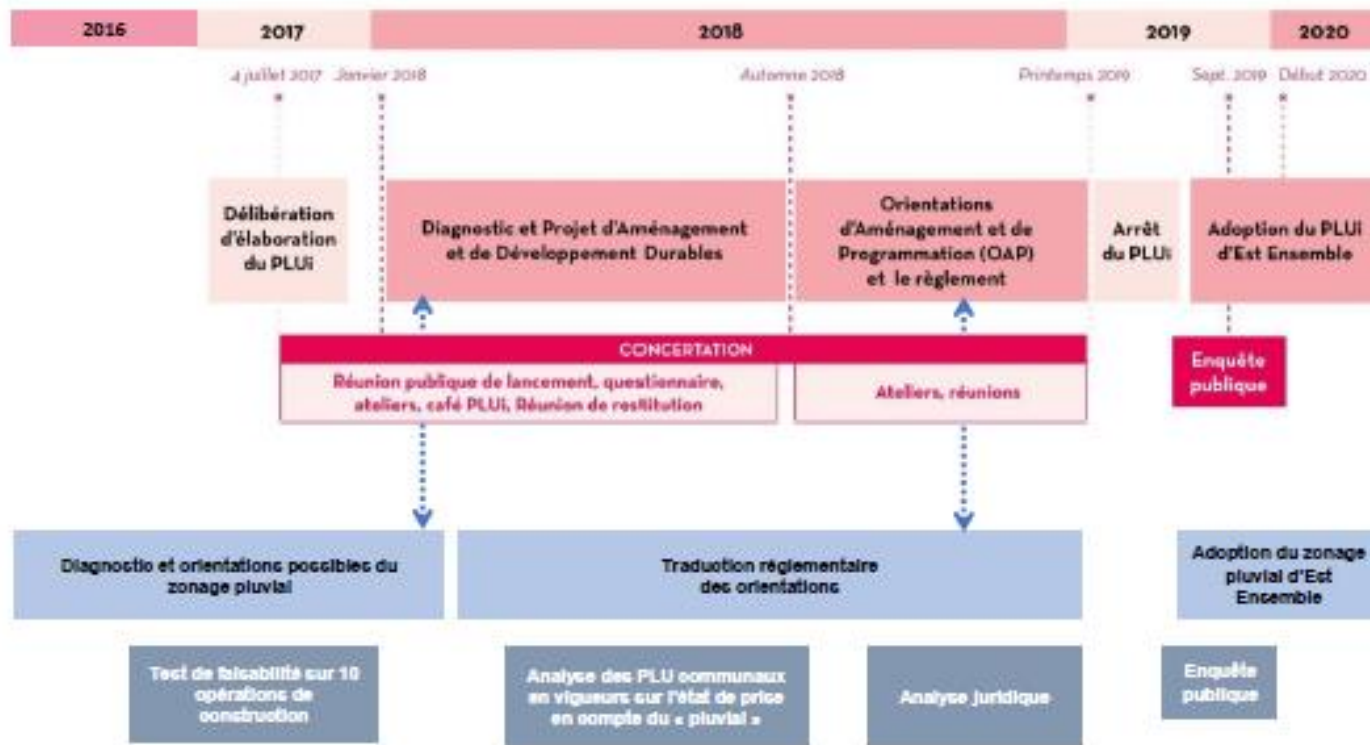 2016
2017
2018
2019
2020
4 juillet 2017
Janvier 2018
Automne 2018
Printemps 2019
Sept. 2019
Début 2020
Délibération
d'élaboration
du PLUi
Diagnostic et Projet d'Aménagement
et de Développement Durables
Orientations
d'Aménagement et de
Programmation (OAP)
et le règlement
Arrêt
du PLUi
Adoption du PLUi
d'Est Ensemble
CONCERTATION
Réunion publique de lancement, questionnaire,
ateliers, café PLUi, Réunion de restitution
Ateliers, réunions
Enquête
publique
Diagnostic et orientations possibles du
zonage pluvial
Traduction réglementaire
des orientations
Adoption du zonage
pluvial d'Est
Ensemble
Test de faisabilité sur 10
opérations de
construction
Analyse des PLU communaux
en vigueurs sur l'état de prise
en compte du « pluvial »
Analyse juridique
Enquête
publique